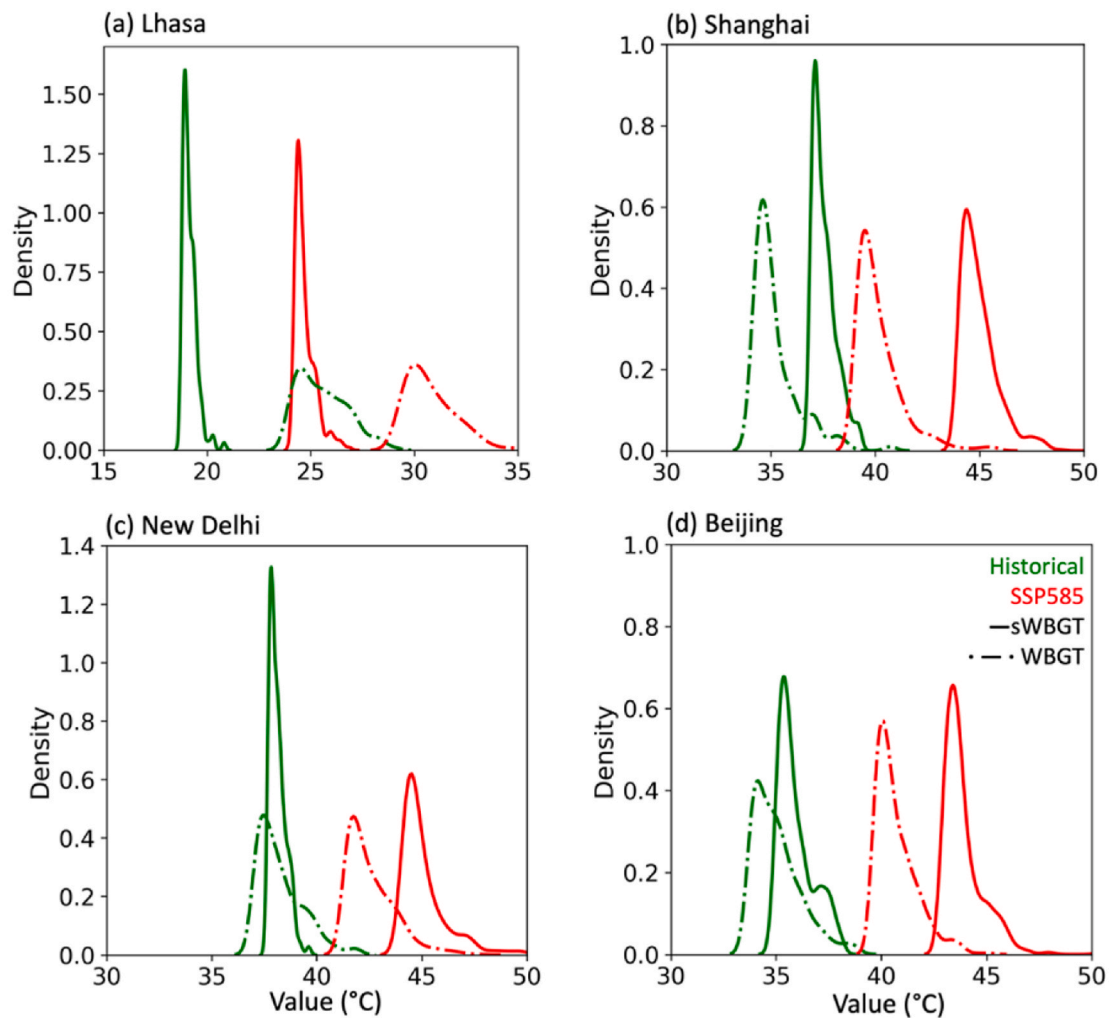 (a) Lhasa
Density
1.50
1.25
1.00
0.75
0.50
0.25
0.00
15 20 25 30 35
(b) Shanghai
Density
1.0
0.8
0.6
0.4
0.2
0.0
30 35 40 45 50
(c) New Delhi
Density
1.4
1.2
1.0
0.8
0.6
0.4
0.2
0.0
30 35 40 45 50
Value (°C)
(d) Beijing
Density
1.0
0.8
0.6
0.4
0.2
0.0
Historical
SSP585
sWBGT
WBGT
30 35 40 45 50
Value (°C)